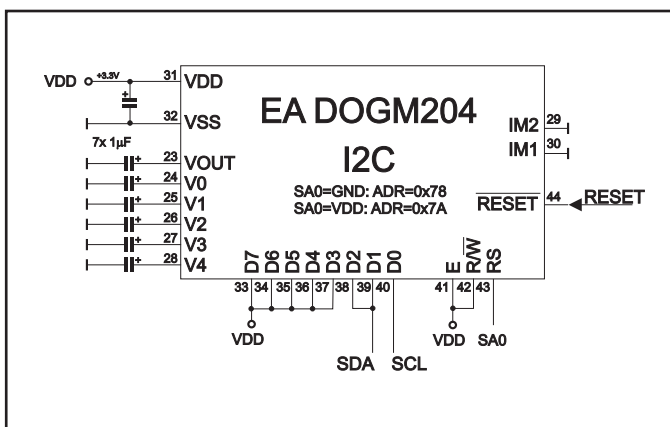 VDD +3.3V 31 VDD
32 VSS
7x 1µF
23 VOUT
24 V0
25 V1
26 V2
27 V3
28 V4
EA DOGM204
I2C
SA0=GND: ADR=0x78
SA0=VDD: ADR=0x7A
IM2 29
IM1 30
RESET 44 RESET
D7 D6 D5 D4 D3 D2 D1 D0
33 34 35 36 37 38 39 40
E R/W RS
41 42 43
VDD
SDA SCL
VDD SA0